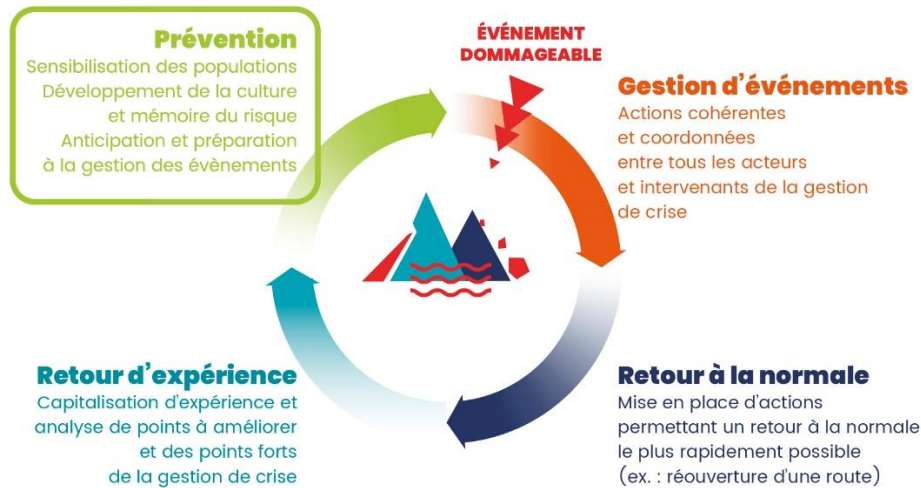 Prévention
Sensibilisation des populations
Développement de la culture
et mémoire du risque
Anticipation et préparation
à la gestion des évènements
ÉVÉNEMENT
DOMMAGEABLE
Gestion d'événements
Actions cohérentes
et coordonnées
entre tous les acteurs
et intervenants de la gestion
de crise
Retour d'expérience
Capitalisation d'expérience et
analyse de points à améliorer
et des points forts
de la gestion de crise
Retour à la normale
Mise en place d'actions
permettant un retour à la normale
le plus rapidement possible
(ex. : réouverture d'une route)